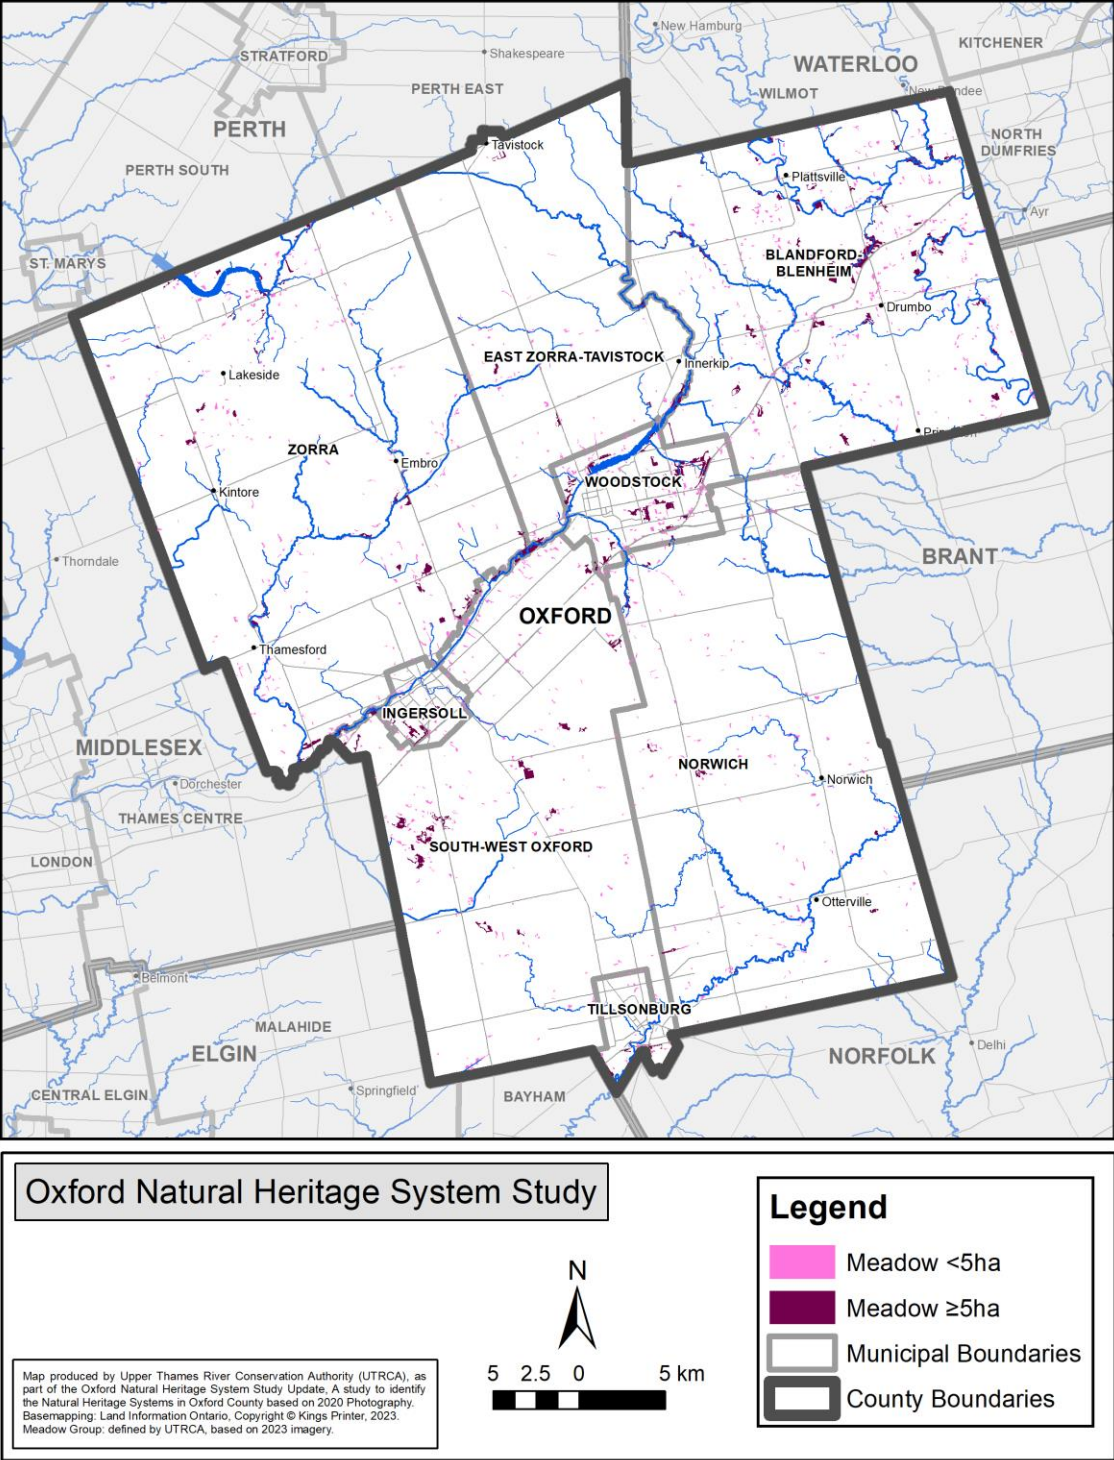 New Hamburg
KITCHENER
STRATFORD
Shakespeare
WATERLOO
PERTH EAST
WILMOT
PERTH
NORTH
DUMFRIES
Tavistock
PERTH SOUTH
Plattsville
Ayr
ST. MARYS
BLANDFORD-
BLENHEIM
Drumbo
EAST ZORRA-TAVISTOCK
Innerkip
Lakeside
ZORRA
Embro
WOODSTOCK
Kintore
Thorndale
BRANT
OXFORD
Thamesford
INGERSOLL
MIDDLESEX
NORWICH
Norwich
Dorchester
THAMES CENTRE
SOUTH-WEST OXFORD
LONDON
Otterville
Belmont
TILLSONBURG
MALAHIDE
ELGIN
NORFOLK
Delhi
CENTRAL ELGIN
Springfield
BAYHAM
Oxford Natural Heritage System Study
N
5 2.5 0 5 km
Map produced by Upper Thames River Conservation Authority (UTRCA), as
part of the Oxford Natural Heritage System Study Update, A study to identify
the Natural Heritage Systems in Oxford County based on 2020 Photography.
Basemapping: Land Information Ontario, Copyright © Kings Printer, 2023.
Meadow Group: defined by UTRCA, based on 2023 imagery.
Legend
Meadow <5ha
Meadow ≥5ha
Municipal Boundaries
County Boundaries